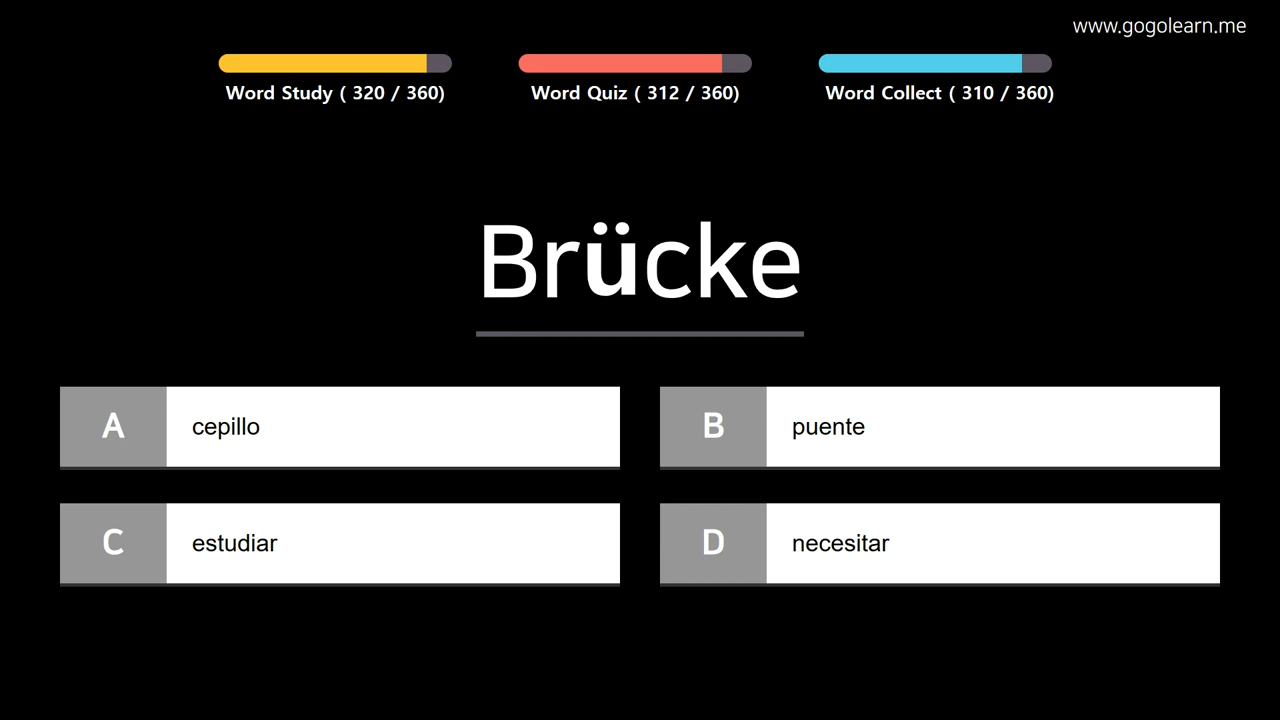 www.gogolearn.me
Word Study ( 320 / 360)
Word Quiz ( 312 / 360)
Word Collect ( 310 / 360)
Brücke
A cepillo
B puente
C estudiar
D necesitar